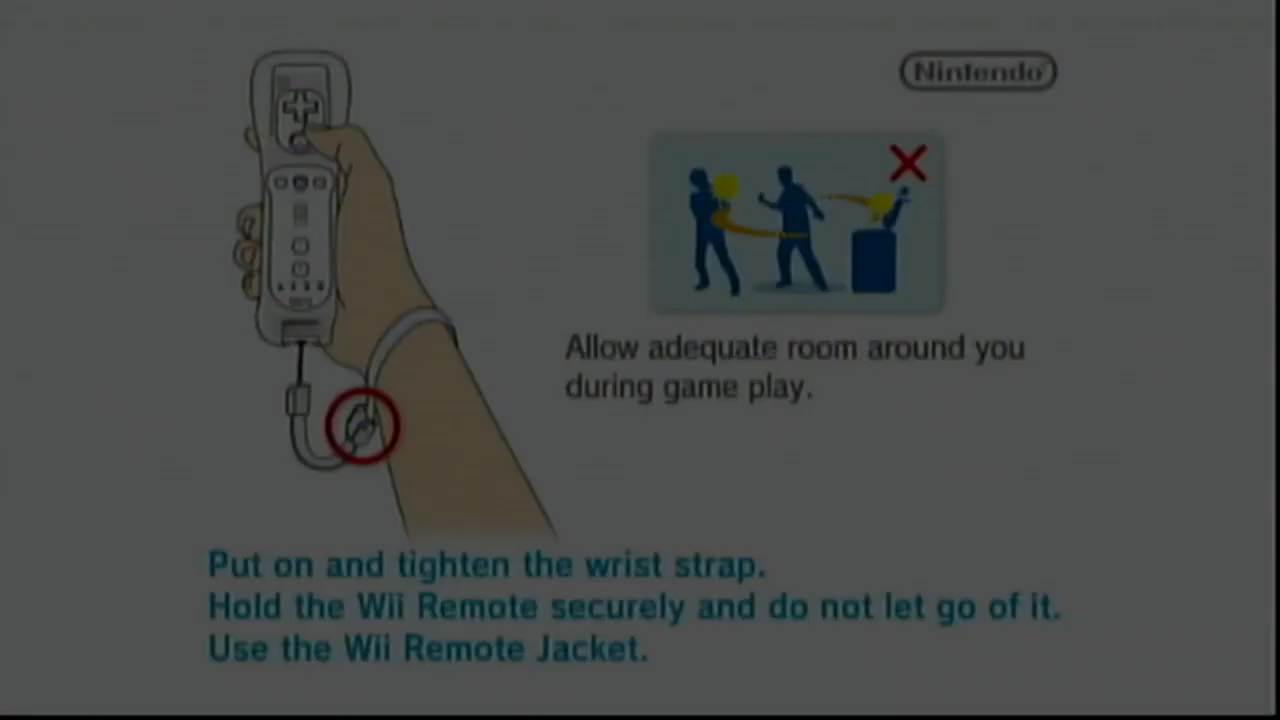 Nintendo
Allow adequate room around you
during game play.
Put on and tighten the wrist strap.
Hold the Wii Remote securely and do not let go of it.
Use the Wii Remote Jacket.